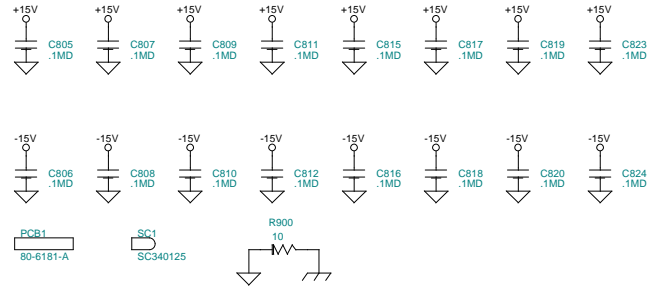 +15V +15V +15V +15V +15V +15V +15V +15V
C805 C807 C809 C811 C815 C817 C819 C823
.1MD .1MD .1MD .1MD .1MD .1MD .1MD .1MD
-15V -15V -15V -15V -15V -15V -15V -15V
C806 C808 C810 C812 C816 C818 C820 C824
.1MD .1MD .1MD .1MD .1MD .1MD .1MD .1MD
PCB1 SC1 R900
10
80-6181-A SC340125